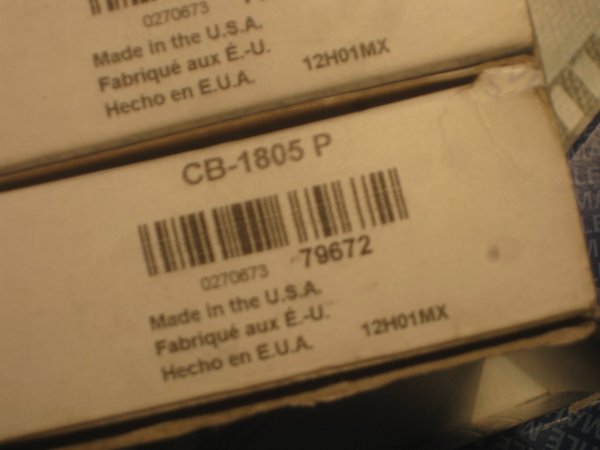 0270673
Made in the U.S.A.
Fabriqué aux É.-U.
Hecho en E.U.A.
12H01MX
CB-1805 P
0270673
79672
Made in the U.S.A.
Fabriqué aux É.-U.
Hecho en E.U.A.
12H01MX